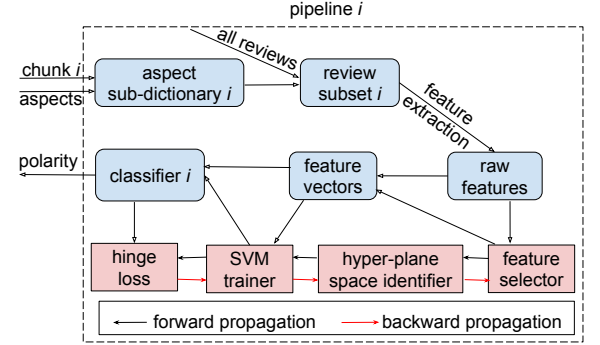 pipeline i
all reviews
chunk i
aspects
aspect
sub-dictionary i
review
subset i
feature
extraction
polarity
classifier i
feature
vectors
raw
features
hinge
loss
SVM
trainer
hyper-plane
space identifier
feature
selector
forward propagation
backward propagation